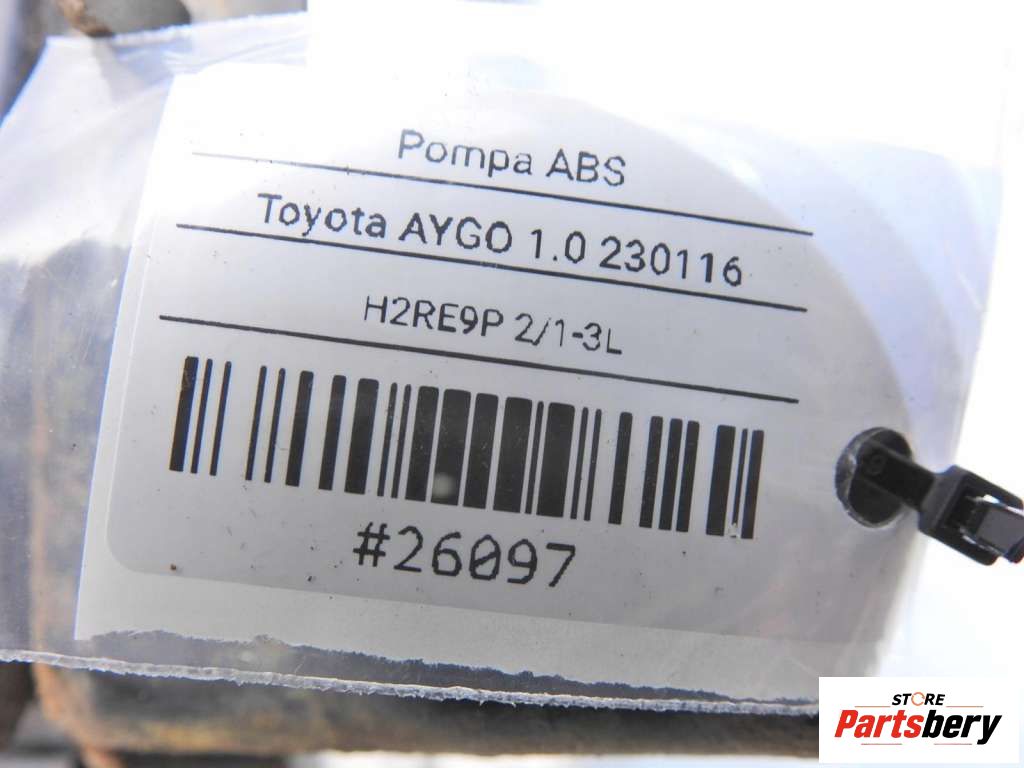 Pompa ABS
Toyota AYGO 1.0 230116
H2RE9P 2/1-3L
#26097
STORE
Partsbery